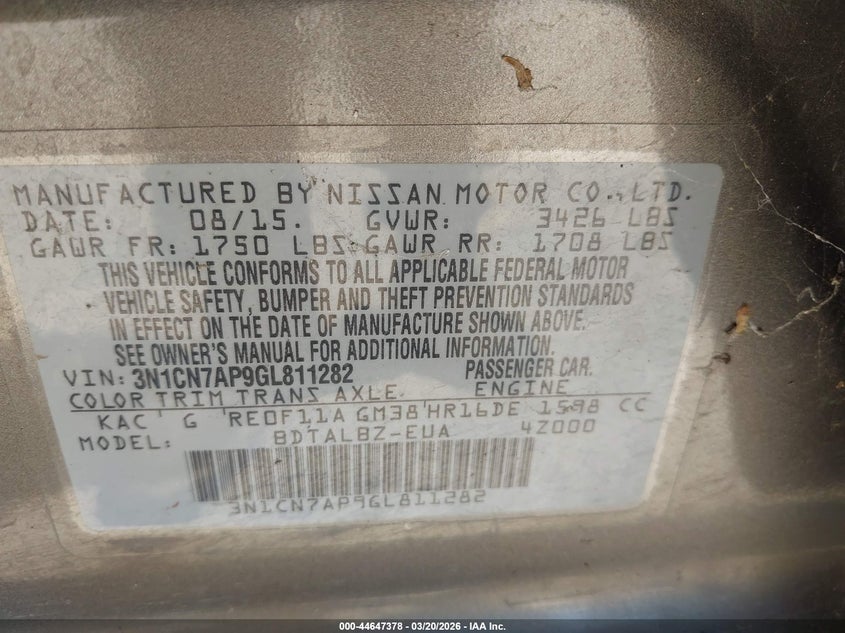 MANUFACTURED BY NISSAN MOTOR CO., LTD.
DATE: 08/15. GVWR: 3426 LBS
GAWR FR: 1750 LBS GAWR RR: 1708 LBS
THIS VEHICLE CONFORMS TO ALL APPLICABLE FEDERAL MOTOR
VEHICLE SAFETY, BUMPER AND THEFT PREVENTION STANDARDS
IN EFFECT ON THE DATE OF MANUFACTURE SHOWN ABOVE.
SEE OWNER'S MANUAL FOR ADDITIONAL INFORMATION.
VIN: 3N1CN7AP9GL811282 PASSENGER CAR.
COLOR TRIM TRANS AXLE ENGINE
KAC G RE0F11A GM38 HR16DE 1598 CC
MODEL: BDTALBZ-EUA 4Z000
3N1CN7AP9GL811282
000-44647378 - 03/20/2026 - IAA Inc.